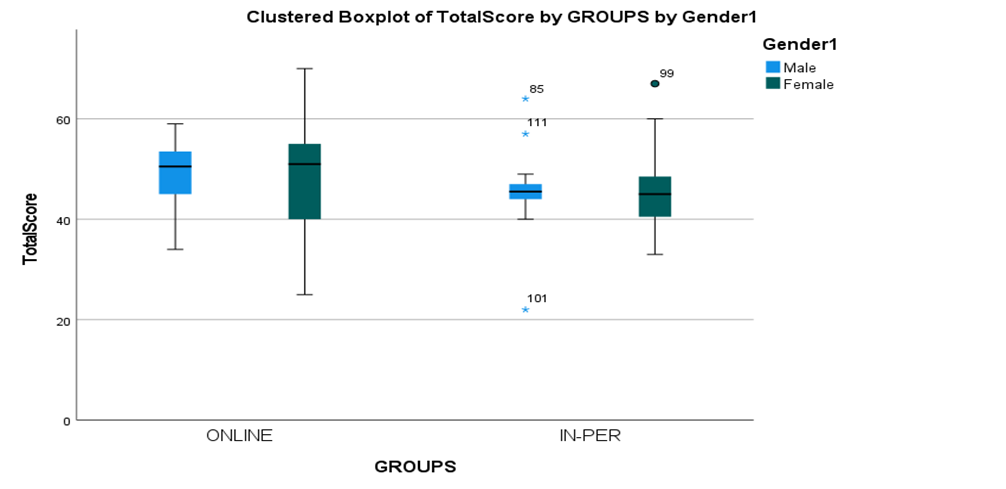 Clustered Boxplot of TotalScore by GROUPS by Gender1
Gender1
Male
Female
TotalScore
60
40
20
0
85
111
101
99
ONLINE
IN-PER
GROUPS